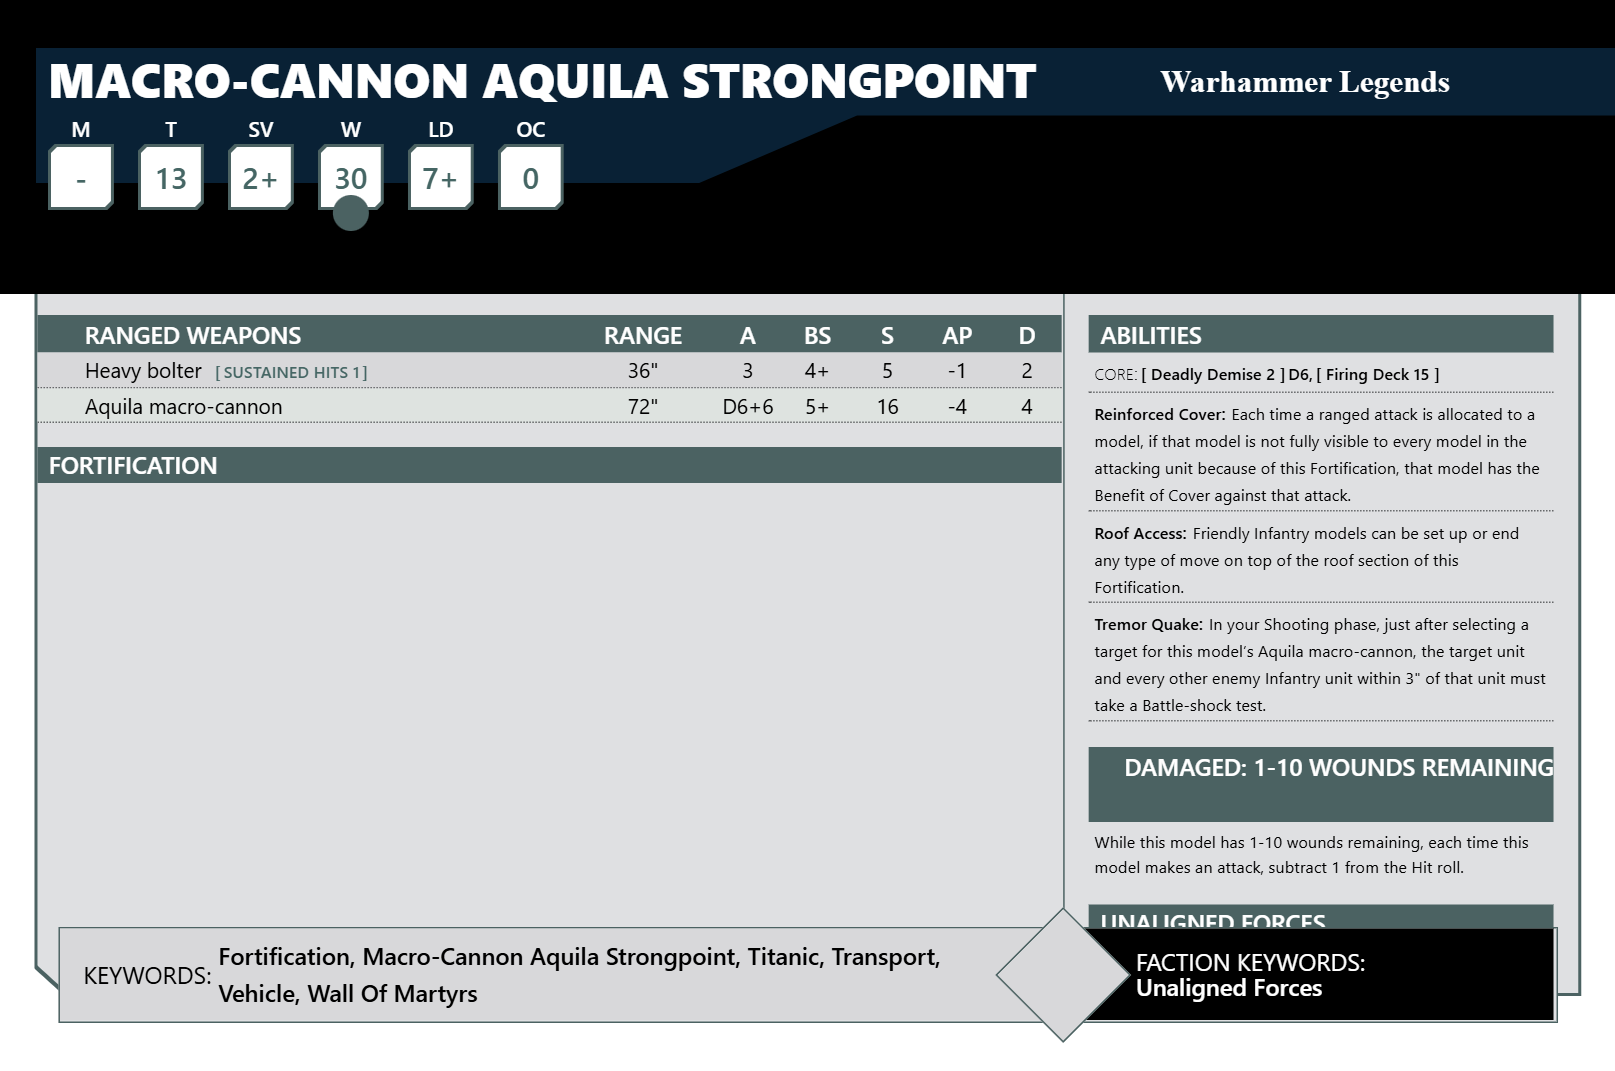 MACRO-CANNON AQUILA STRONGPOINT
Warhammer Legends
M T SV W LD OC
- 13 2+ 30 7+ 0
RANGED WEAPONS RANGE A BS S AP D
Heavy bolter [ SUSTAINED HITS 1 ] 36" 3 4+ 5 -1 2
Aquila macro-cannon 72" D6+6 5+ 16 -4 4
FORTIFICATION
ABILITIES
CORE: [ Deadly Demise 2 ] D6, [ Firing Deck 15 ]
Reinforced Cover: Each time a ranged attack is allocated to a
model, if that model is not fully visible to every model in the
attacking unit because of this Fortification, that model has the
Benefit of Cover against that attack.
Roof Access: Friendly Infantry models can be set up or end
any type of move on top of the roof section of this
Fortification.
Tremor Quake: In your Shooting phase, just after selecting a
target for this model's Aquila macro-cannon, the target unit
and every other enemy Infantry unit within 3" of that unit must
take a Battle-shock test.
DAMAGED: 1-10 WOUNDS REMAINING
While this model has 1-10 wounds remaining, each time this
model makes an attack, subtract 1 from the Hit roll.
UNALIGNED FORCES
KEYWORDS: Fortification, Macro-Cannon Aquila Strongpoint, Titanic, Transport,
Vehicle, Wall Of Martyrs
FACTION KEYWORDS:
Unaligned Forces